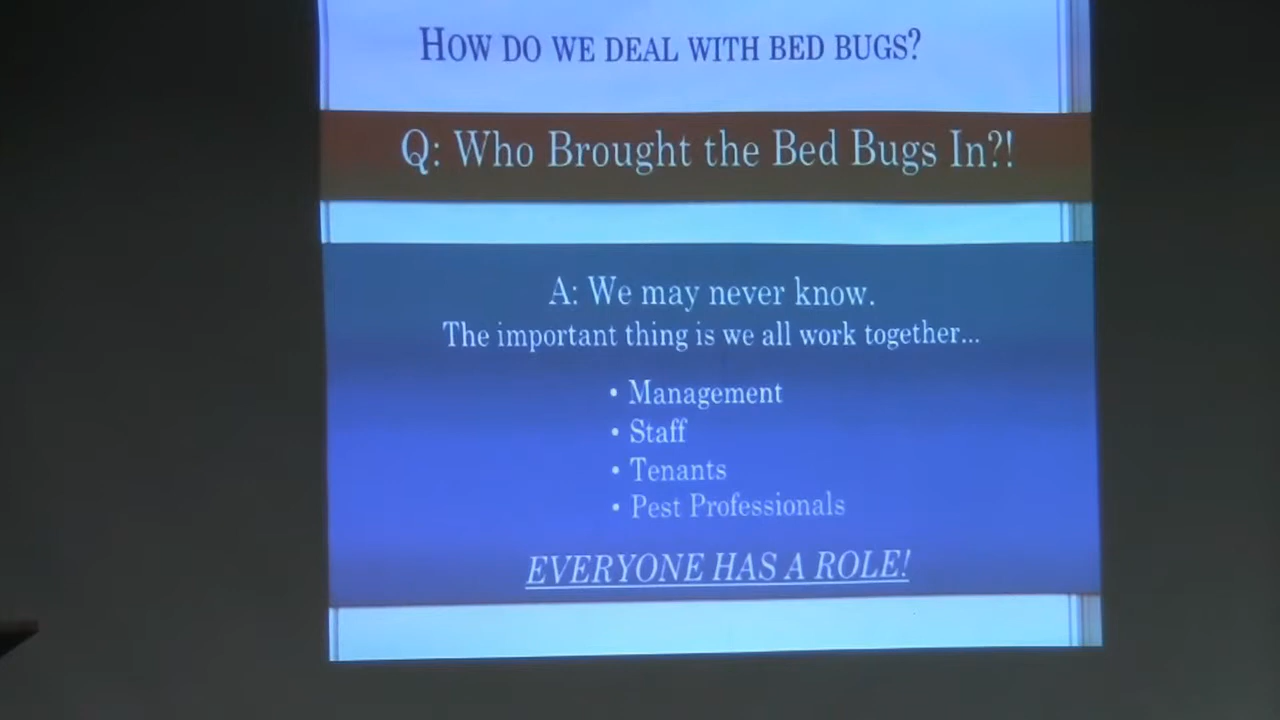 HOW DO WE DEAL WITH BED BUGS?
Q: Who Brought the Bed Bugs In?!
A: We may never know.
The important thing is we all work together...
• Management
• Staff
• Tenants
• Pest Professionals
EVERYONE HAS A ROLE!